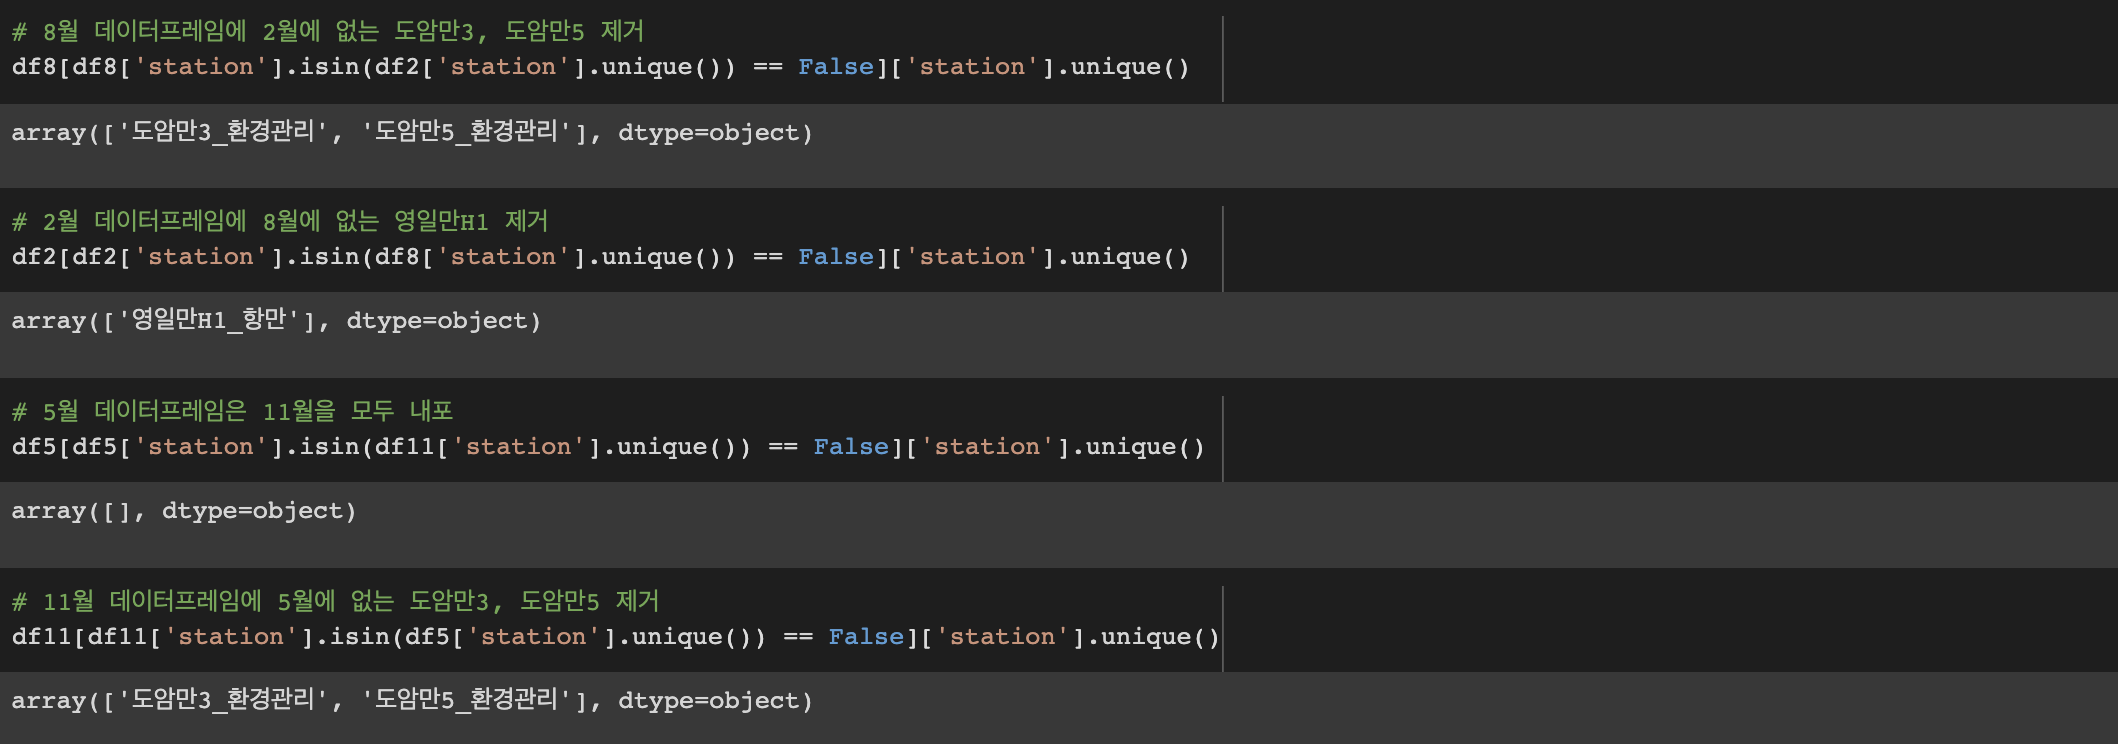 # 8월 데이터프레임에 2월에 없는 도암만3, 도암만5 제거
df8[df8['station'].isin(df2['station'].unique()) == False]['station'].unique()
array(['도암만3_환경관리', '도암만5_환경관리'], dtype=object)
# 2월 데이터프레임에 8월에 없는 영일만H1 제거
df2[df2['station'].isin(df8['station'].unique()) == False]['station'].unique()
array(['영일만H1_항만'], dtype=object)
# 5월 데이터프레임은 11월을 모두 내포
df5[df5['station'].isin(df11['station'].unique()) == False]['station'].unique()
array([], dtype=object)
# 11월 데이터프레임에 5월에 없는 도암만3, 도암만5 제거
df11[df11['station'].isin(df5['station'].unique()) == False]['station'].unique()
array(['도암만3_환경관리', '도암만5_환경관리'], dtype=object)